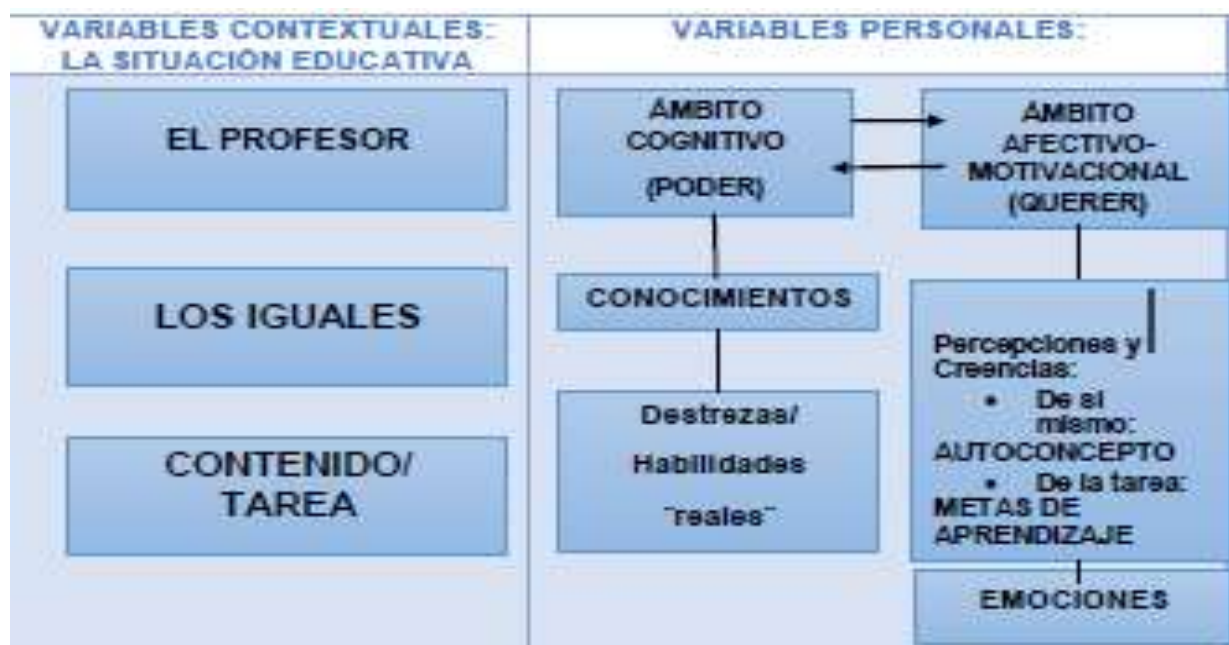 VARIABLES CONTEXTUALES:
LA SITUACIÓN EDUCATIVA
VARIABLES PERSONALES:
EL PROFESOR
LOS IGUALES
CONTENIDO/
TAREA
ÁMBITO
COGNITIVO
(PODER)
CONOCIMIENTOS
Destrezas/
Habilidades
¨reales¨
ÁMBITO
AFECTIVO-
MOTIVACIONAL
(QUERER)
Percepciones y
Creencias:
• De si
mismo:
AUTOCONCEPTO
• De la tarea:
METAS DE
APRENDIZAJE
EMOCIONES